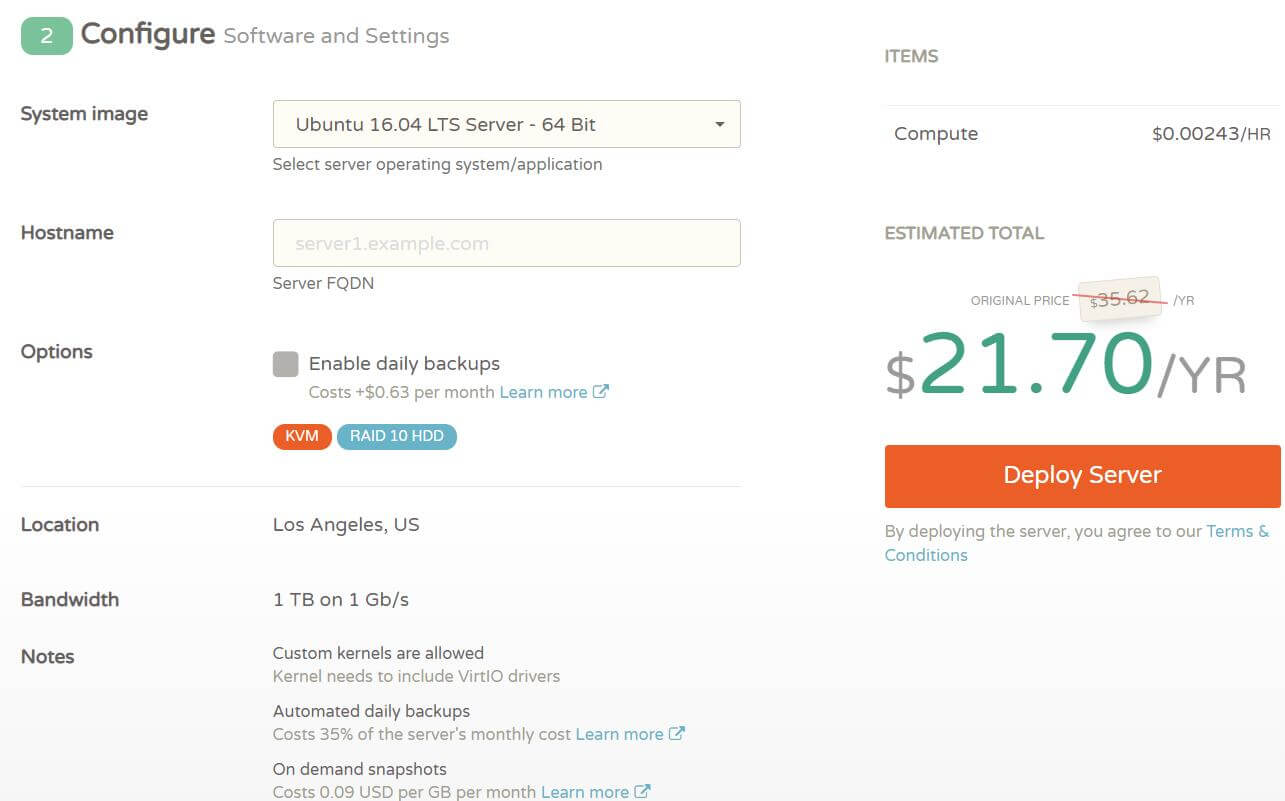 2 Configure Software and Settings
System image
Ubuntu 16.04 LTS Server - 64 Bit
Select server operating system/application
Hostname
server1.example.com
Server FQDN
Options
Enable daily backups
Costs +$0.63 per month Learn more
KVM RAID 10 HDD
Location Los Angeles, US
Bandwidth 1 TB on 1 Gb/s
Notes
Custom kernels are allowed
Kernel needs to include VirtIO drivers
Automated daily backups
Costs 35% of the server's monthly cost Learn more
On demand snapshots
Costs 0.09 USD per GB per month Learn more
ITEMS
Compute $0.00243/HR
ESTIMATED TOTAL
ORIGINAL PRICE $35.62 /YR
$21.70/YR
Deploy Server
By deploying the server, you agree to our Terms &
Conditions